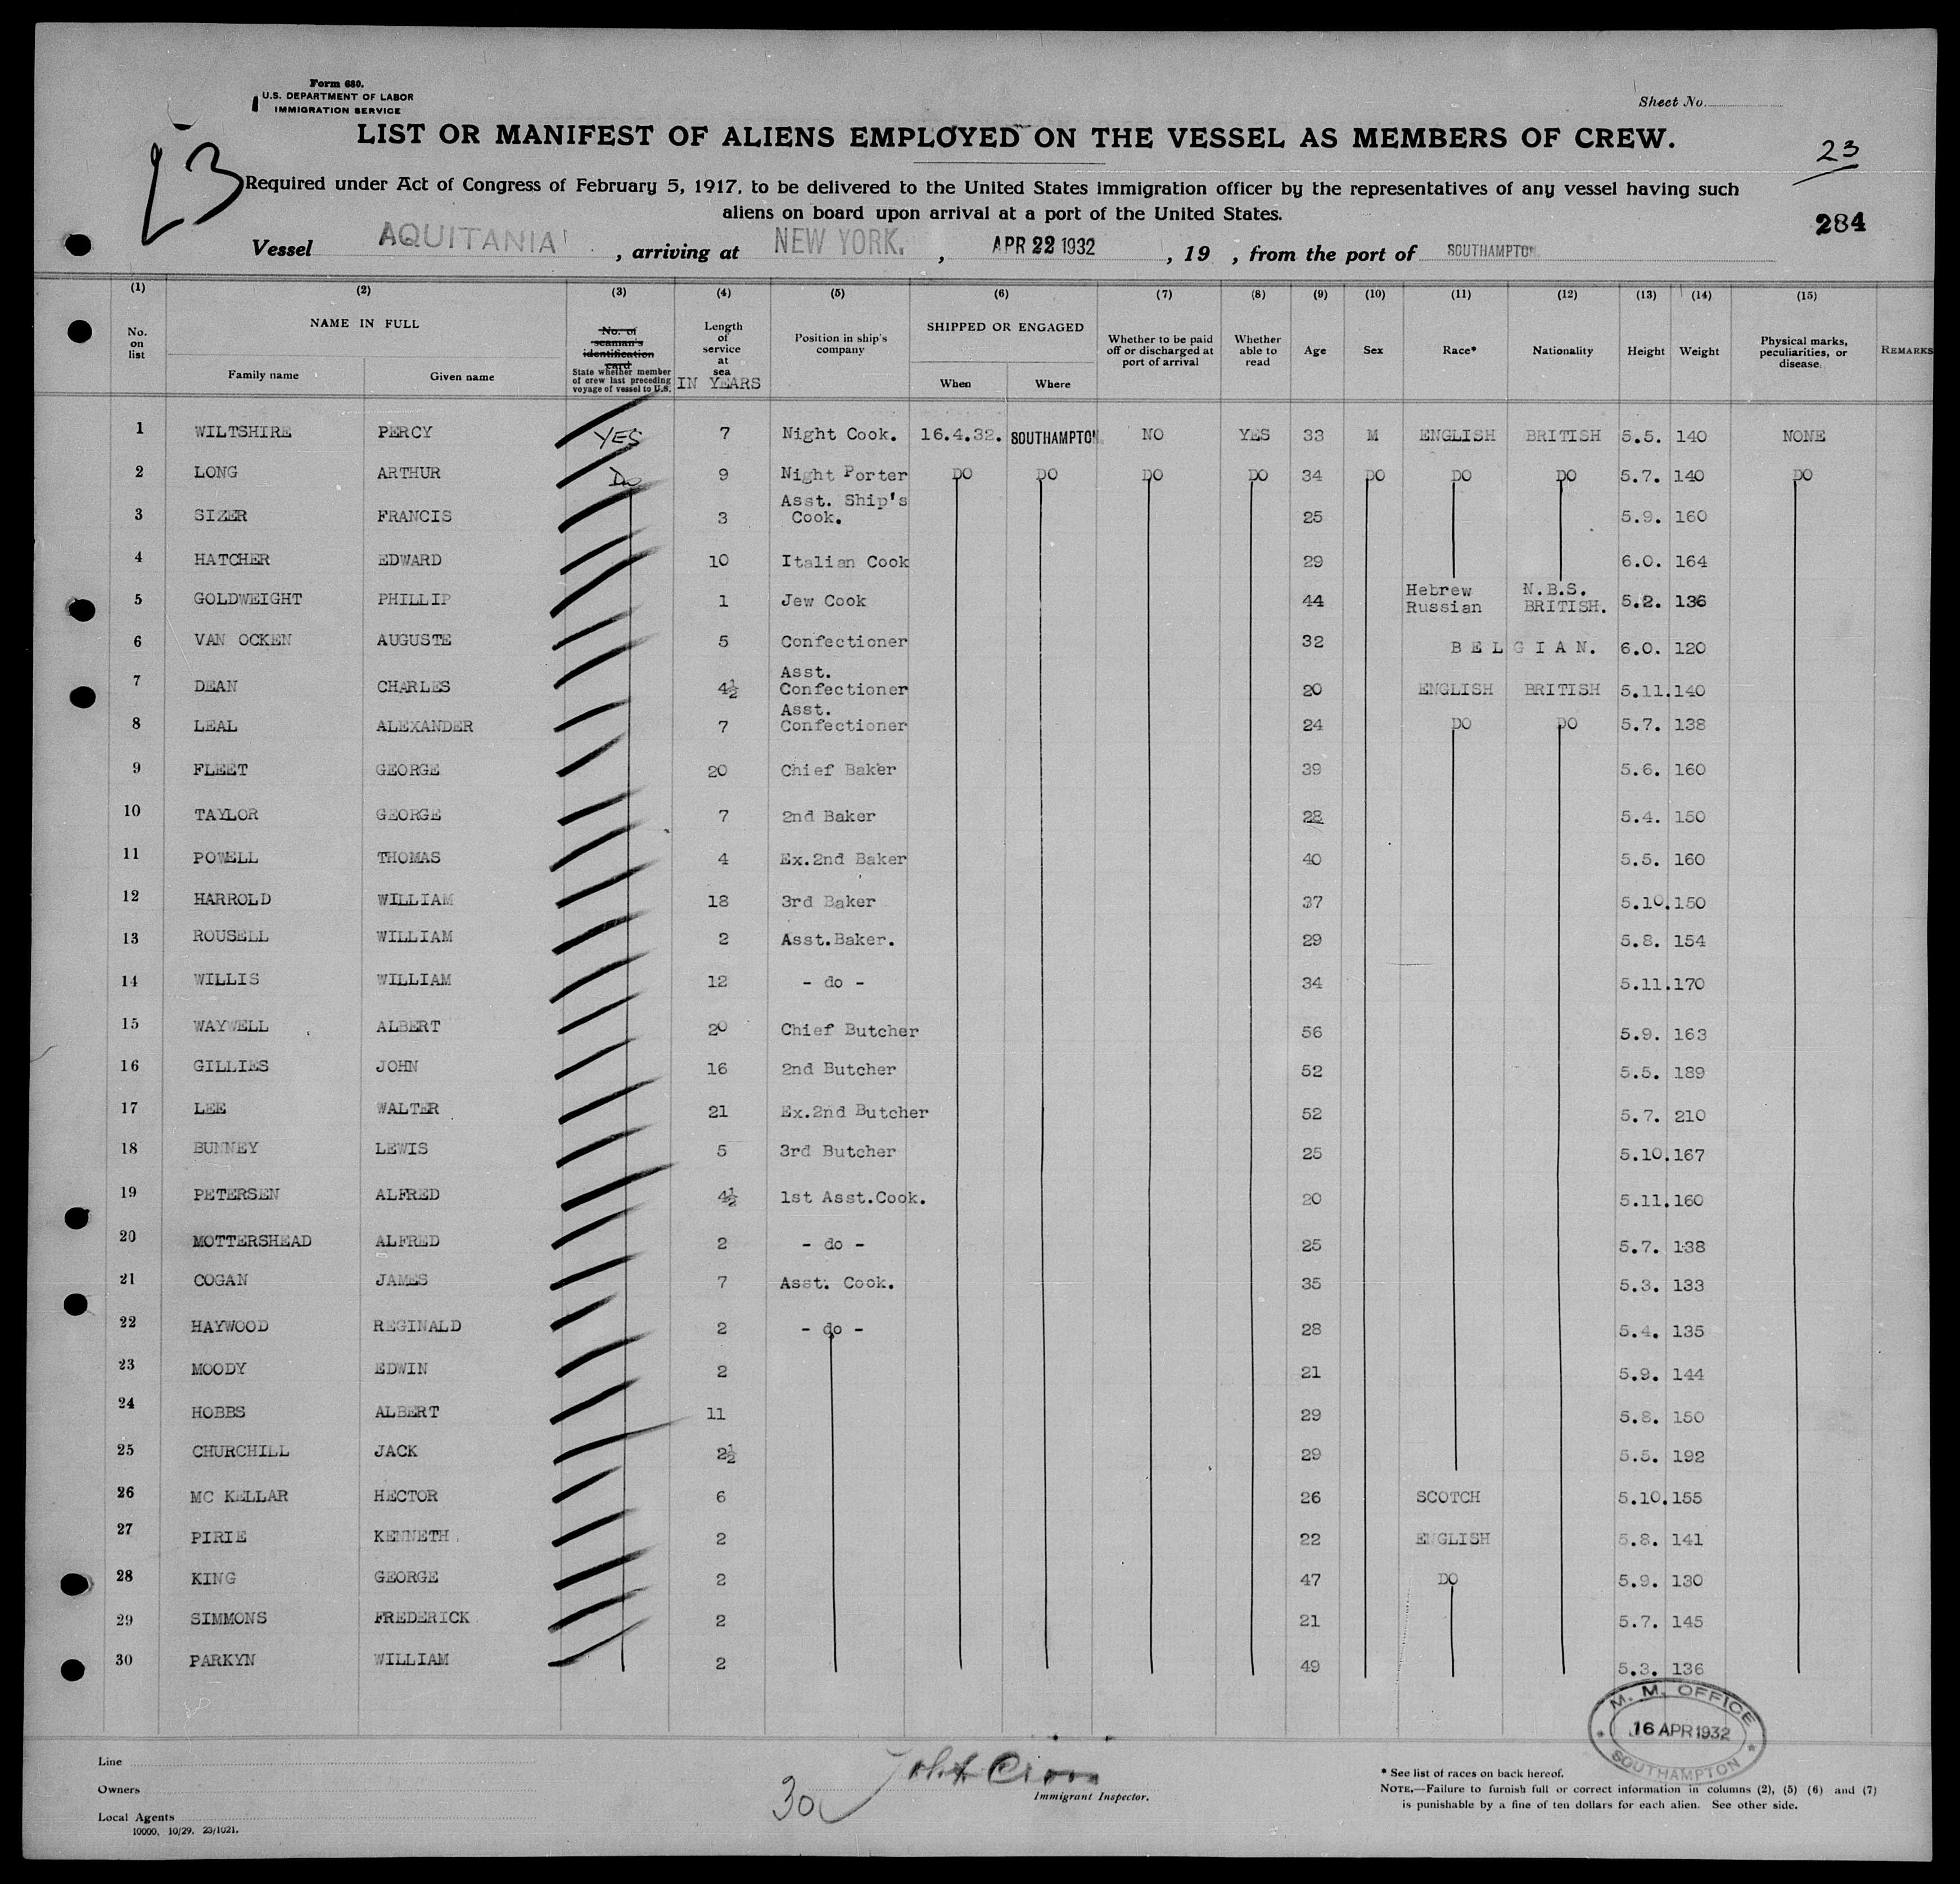 Form 680.
U.S. DEPARTMENT OF LABOR
IMMIGRATION SERVICE
Sheet No.
LIST OR MANIFEST OF ALIENS EMPLOYED ON THE VESSEL AS MEMBERS OF CREW.
23
23
Required under Act of Congress of February 5, 1917, to be delivered to the United States immigration officer by the representatives of any vessel having such
aliens on board upon arrival at a port of the United States.
284
Vessel AQUITANIA , arriving at NEW YORK. , APR 22 1932 , 19 , from the port of SOUTHAMPTON.
(1) (2) (3) (4) (5) (6) (7) (8) (9) (10) (11) (12) (13) (14) (15)
No. on list NAME IN FULL Family name Given name No. of seaman's identification card State whether member of crew last preceding voyage of vessel to U.S. Length of service at sea IN YEARS Position in ship's company SHIPPED OR ENGAGED When Where Whether to be paid off or discharged at port of arrival Whether able to read Age Sex Race* Nationality Height Weight Physical marks, peculiarities, or disease REMARKS
1 WILTSHIRE PERCY YES 7 Night Cook. 16.4.32. SOUTHAMPTON NO YES 33 M ENGLISH BRITISH 5.5. 140 NONE
2 LONG ARTHUR Do 9 Night Porter DO DO DO DO 34 DO DO DO 5.7. 140 DO
3 SIZER FRANCIS 3 Asst. Ship's Cook. 25 5.9. 160
4 HATCHER EDWARD 10 Italian Cook 29 6.0. 164
5 GOLDWEIGHT PHILLIP 1 Jew Cook 44 Hebrew Russian N.B.S. BRITISH. 5.2. 136
6 VAN OCKEN AUGUSTE 5 Confectioner 32 BELGIAN. 6.0. 120
7 DEAN CHARLES 4½ Asst. Confectioner 20 ENGLISH BRITISH 5.11. 140
8 LEAL ALEXANDER 7 Asst. Confectioner 24 DO DO 5.7. 138
9 FLEET GEORGE 20 Chief Baker 39 5.6. 160
10 TAYLOR GEORGE 7 2nd Baker 28 5.4. 150
11 POWELL THOMAS 4 Ex.2nd Baker 40 5.5. 160
12 HARROLD WILLIAM 18 3rd Baker 37 5.10. 150
13 ROUSELL WILLIAM 2 Asst.Baker. 29 5.8. 154
14 WILLIS WILLIAM 12 - do - 34 5.11. 170
15 WAYWELL ALBERT 20 Chief Butcher 56 5.9. 163
16 GILLIES JOHN 16 2nd Butcher 52 5.5. 189
17 LEE WALTER 21 Ex.2nd Butcher 52 5.7. 210
18 BUNNEY LEWIS 5 3rd Butcher 25 5.10. 167
19 PETERSEN ALFRED 4½ 1st Asst.Cook. 20 5.11. 160
20 MOTTERSHEAD ALFRED 2 - do - 25 5.7. 138
21 COGAN JAMES 7 Asst. Cook. 35 5.3. 133
22 HAYWOOD REGINALD 2 - do - 28 5.4. 135
23 MOODY EDWIN 2 21 5.9. 144
24 HOBBS ALBERT 11 29 5.8. 150
25 CHURCHILL JACK 2½ 29 5.5. 192
26 MC KELLAR HECTOR 6 26 SCOTCH 5.10. 155
27 PIRIE KENNETH 2 22 ENGLISH 5.8. 141
28 KING GEORGE 2 47 DO 5.9. 130
29 SIMMONS FREDERICK 2 21 5.7. 145
30 PARKYN WILLIAM 2 49 5.3. 136
M. M. OFFICE
16 APR 1932
SOUTHAMPTON
Line
Owners
Local Agents
10000, 10/29. 23/1021.
30
Immigrant Inspector.
* See list of races on back hereof.
NOTE.—Failure to furnish full or correct information in columns (2), (5) (6) and (7)
is punishable by a fine of ten dollars for each alien. See other side.